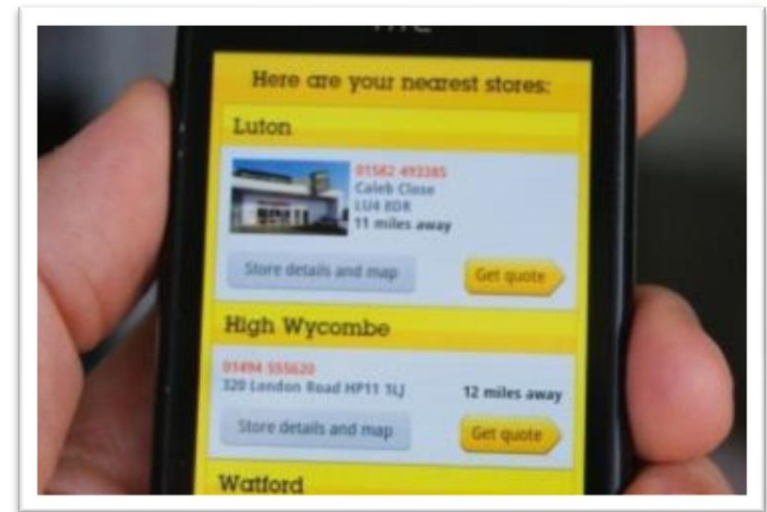 Here are your nearest stores:
Luton
01582 493385
Caleb Close
LU4 8DR
11 miles away
Store details and map
Get quote
High Wycombe
01494 555620
320 London Road HP11 1LJ
12 miles away
Store details and map
Get quote
Watford